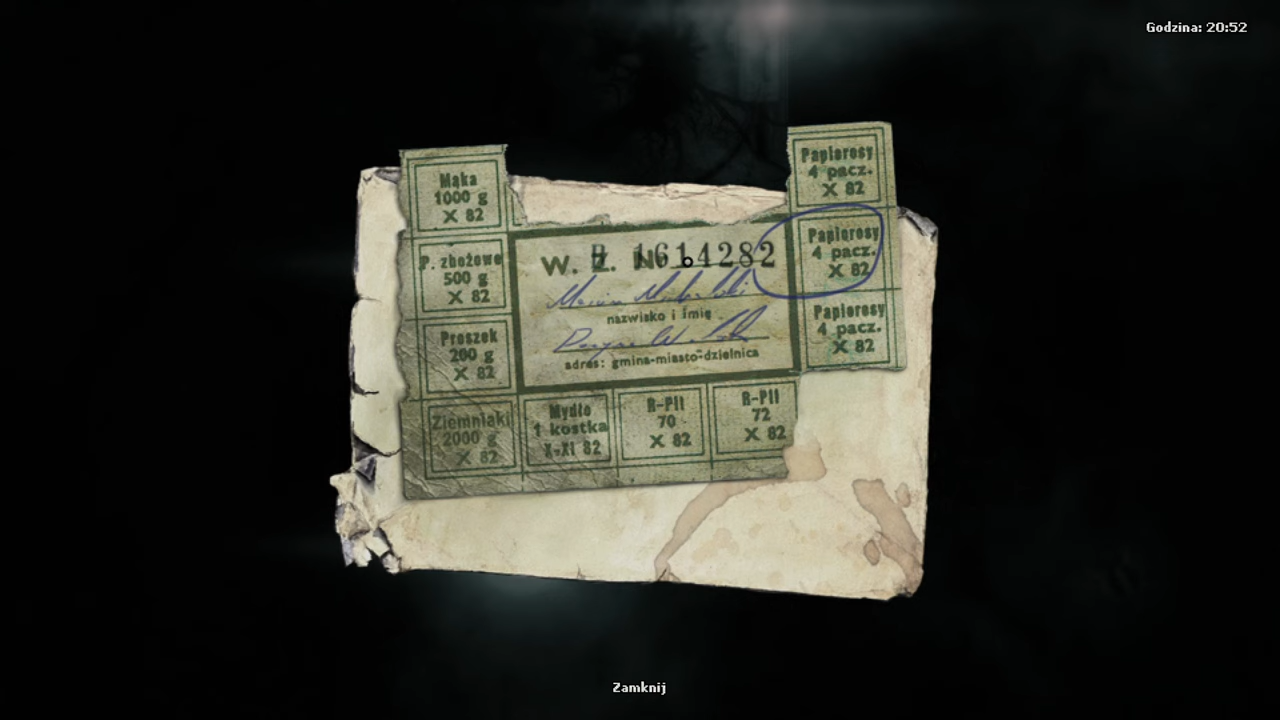 Godzina: 20:52
Mąka
1000 g
X 82
P. zbożowe
500 g
X 82
Proszek
200 g
X 82
Ziemniaki
2000 g
X 82
W. Z. No
1614282
nazwisko i imię
adres: gmina-miasto-dzielnica
Mydło
1 kostka
X-XI 82
R-PII
70
X 82
R-PII
72
X 82
Papierosy
4 pacz.
X 82
Papierosy
4 pacz.
X 82
Papierosy
4 pacz.
X 82
Zamknij